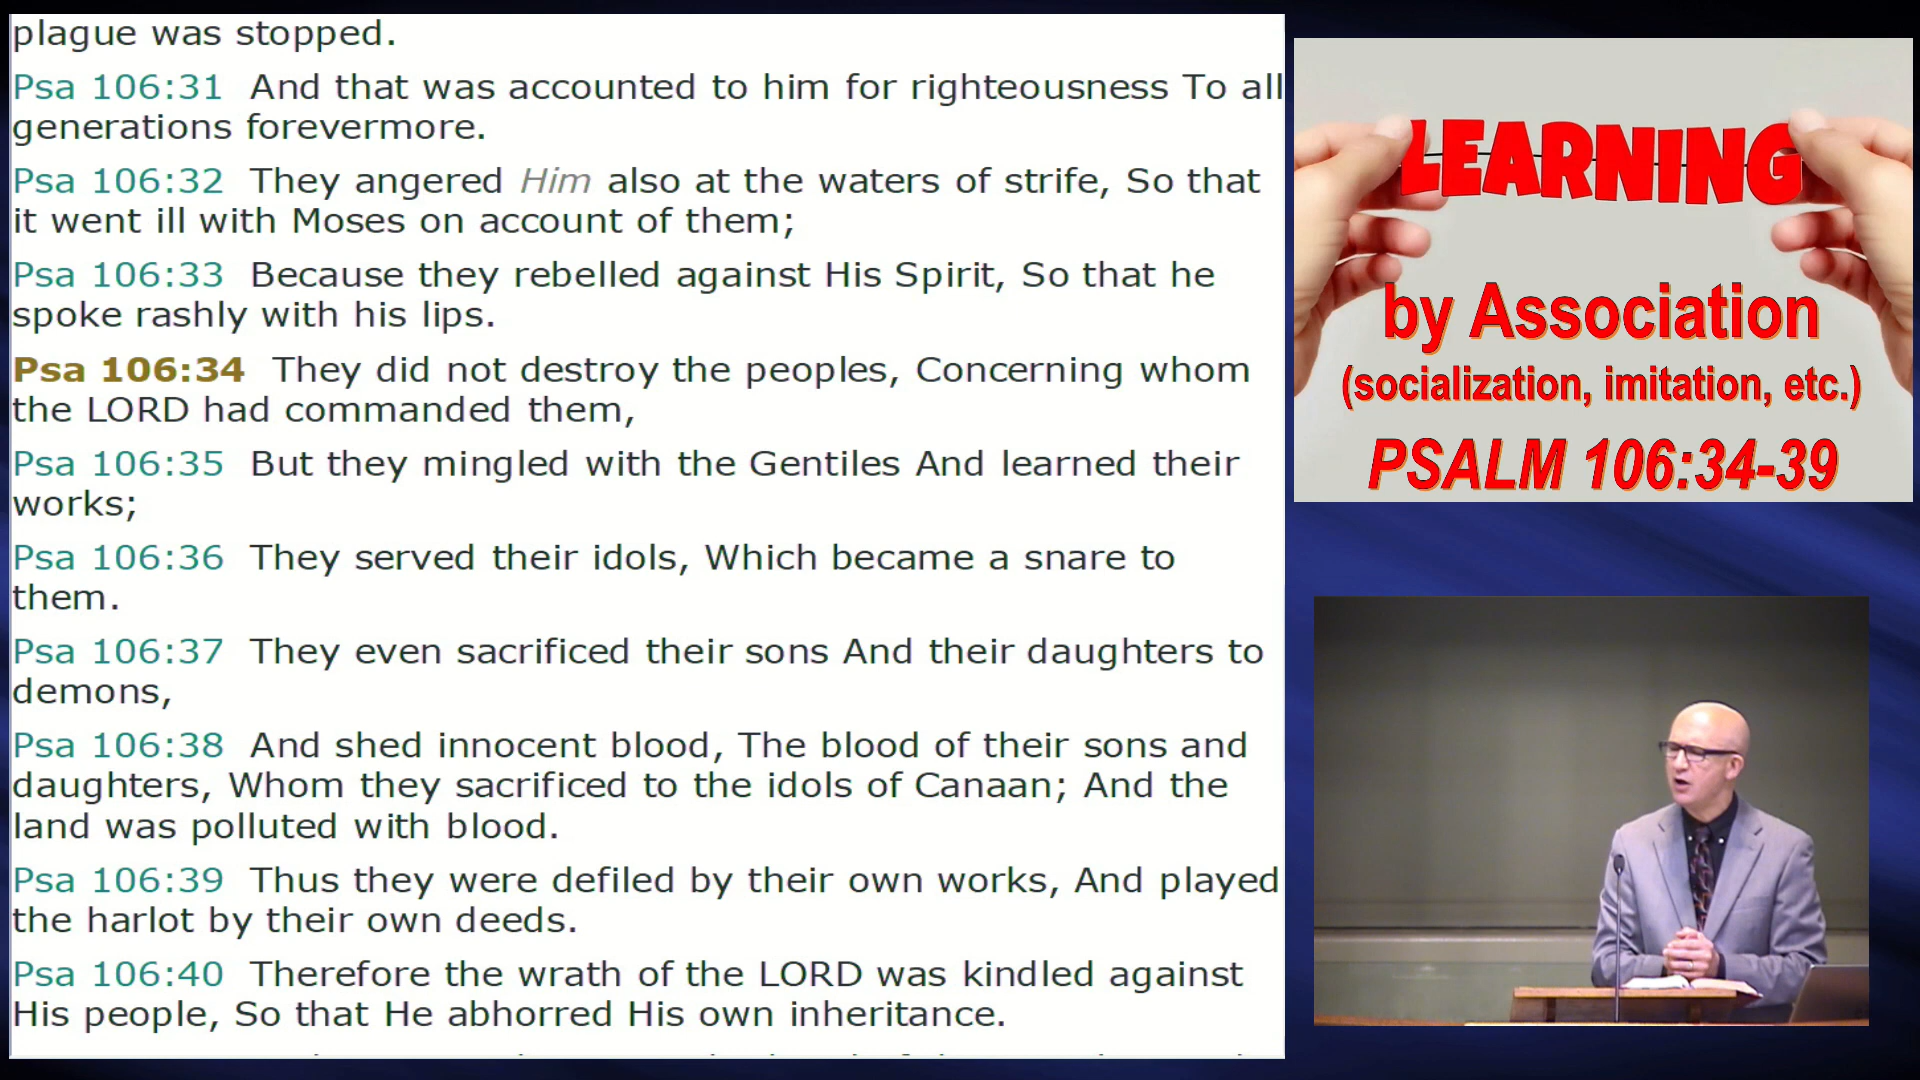 plague was stopped.
Psa 106:31 And that was accounted to him for righteousness To all
generations forevermore.
Psa 106:32 They angered Him also at the waters of strife, So that
it went ill with Moses on account of them;
Psa 106:33 Because they rebelled against His Spirit, So that he
spoke rashly with his lips.
Psa 106:34 They did not destroy the peoples, Concerning whom
the LORD had commanded them,
Psa 106:35 But they mingled with the Gentiles And learned their
works;
Psa 106:36 They served their idols, Which became a snare to
them.
Psa 106:37 They even sacrificed their sons And their daughters to
demons,
Psa 106:38 And shed innocent blood, The blood of their sons and
daughters, Whom they sacrificed to the idols of Canaan; And the
land was polluted with blood.
Psa 106:39 Thus they were defiled by their own works, And played
the harlot by their own deeds.
Psa 106:40 Therefore the wrath of the LORD was kindled against
His people, So that He abhorred His own inheritance.
LEARNING
by Association
(socialization, imitation, etc.)
PSALM 106:34-39